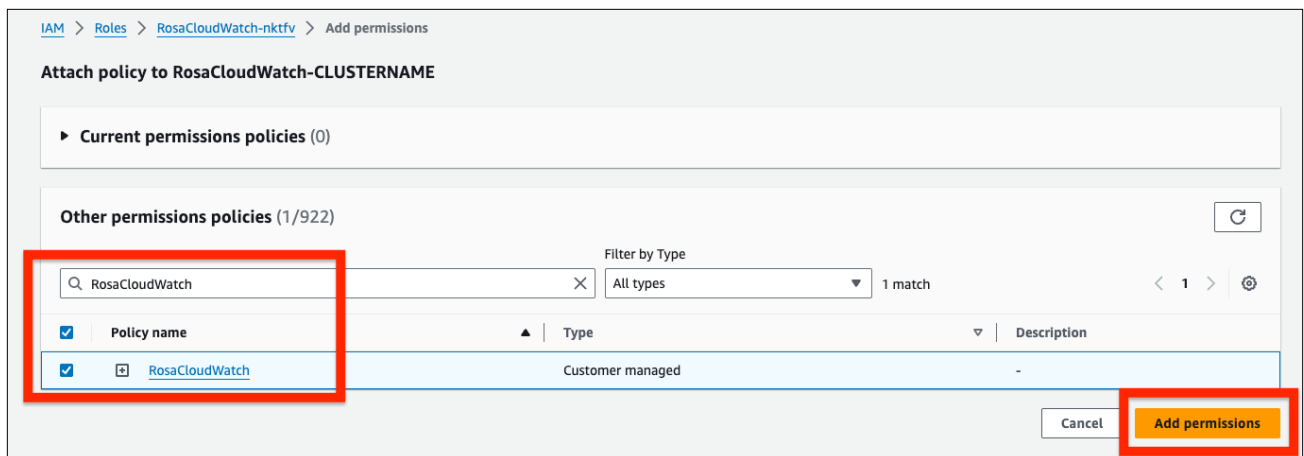 IAM > Roles > RosaCloudWatch-nktfv > Add permissions
Attach policy to RosaCloudWatch-CLUSTERNAME
Current permissions policies (0)
Other permissions policies (1/922)
Filter by Type
RosaCloudWatch All types 1 match 1
Policy name Type Description
RosaCloudWatch Customer managed -
Cancel Add permissions